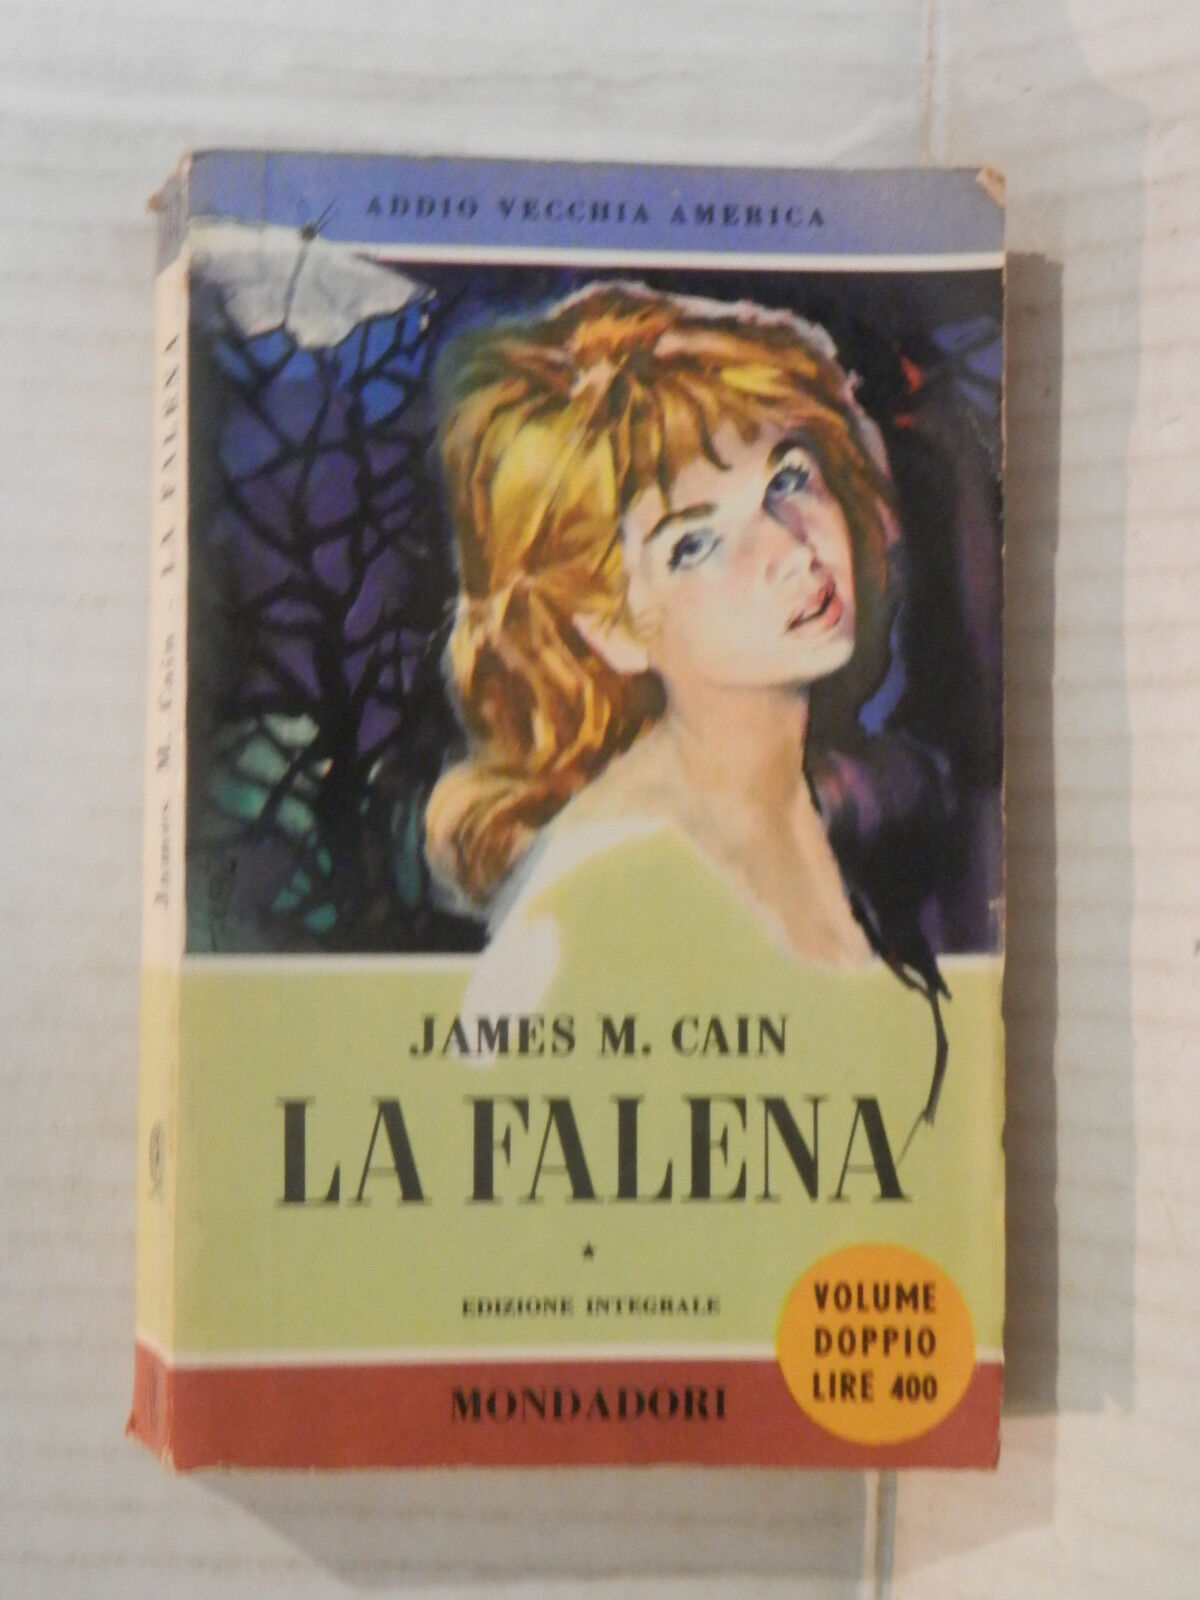 ADDIO VECCHIA AMERICA
James M. Cain - LA FALENA
JAMES M. CAIN
LA FALENA
*
EDIZIONE INTEGRALE
VOLUME
DOPPIO
LIRE 400
MONDADORI